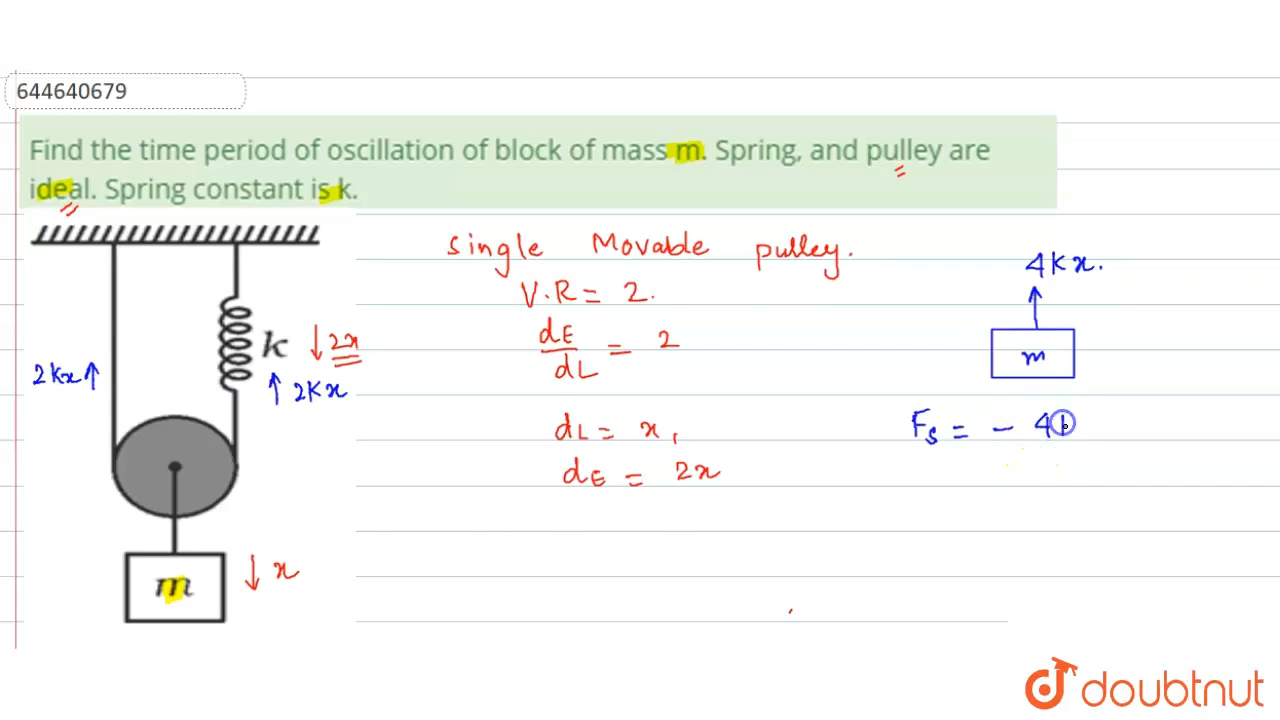 644640679
Find the time period of oscillation of block of mass m. Spring, and pulley are
ideal. Spring constant is k.
single Movable pulley.
V.R = 2.
dE/dL = 2
dL = x,
dE = 2x
k
↓ 2x
2kx ↑
↑ 2kx
m
↓ x
4kx.
m
Fs = - 4k
doubtnut